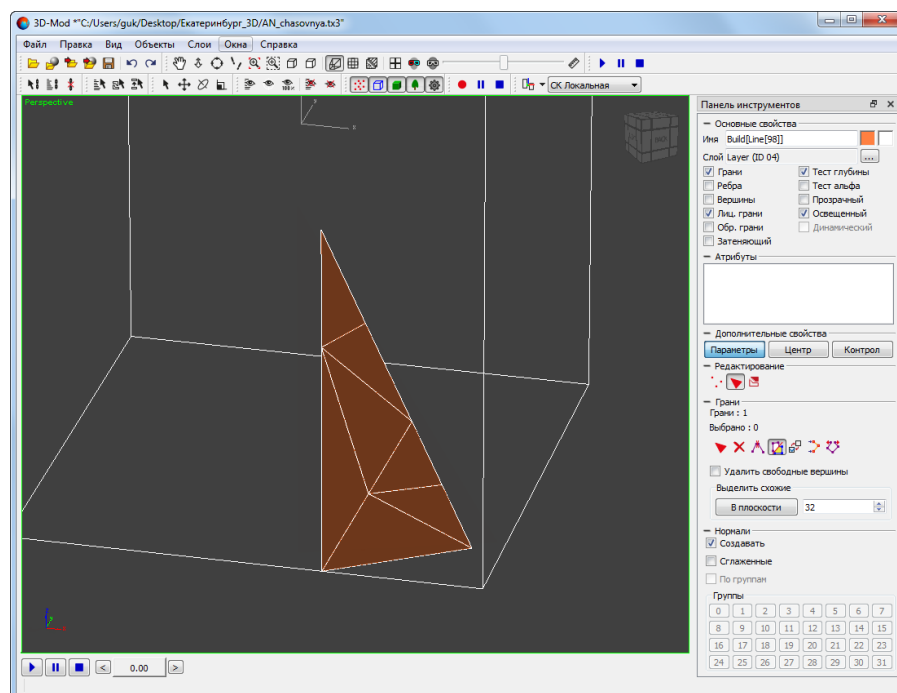 3D-Mod *"C:/Users/guk/Desktop/Екатеринбург_3D/AN_chasovnya.tx3"
Файл Правка Вид Объекты Слои Окна Справка
100%
СК Локальная
Perspective
Y
X
Панель инструментов
Основные свойства
Имя Build[Line[98]]
Слой Layer (ID 04) ...
Грани Тест глубины
Ребра Тест альфа
Вершины Прозрачный
Лиц. грани Освещенный
Обр. грани Динамический
Затеняющий
Атрибуты
Дополнительные свойства
Параметры Центр Контрол
Редактирование
Грани
Грани : 1
Выбрано : 0
Удалить свободные вершины
Выделить схожие
В плоскости 32
Нормали
Создавать
Сглаженные
По группам
Группы
0 1 2 3 4 5 6 7
8 9 10 11 12 13 14 15
16 17 18 19 20 21 22 23
24 25 26 27 28 29 30 31
< 0.00 >